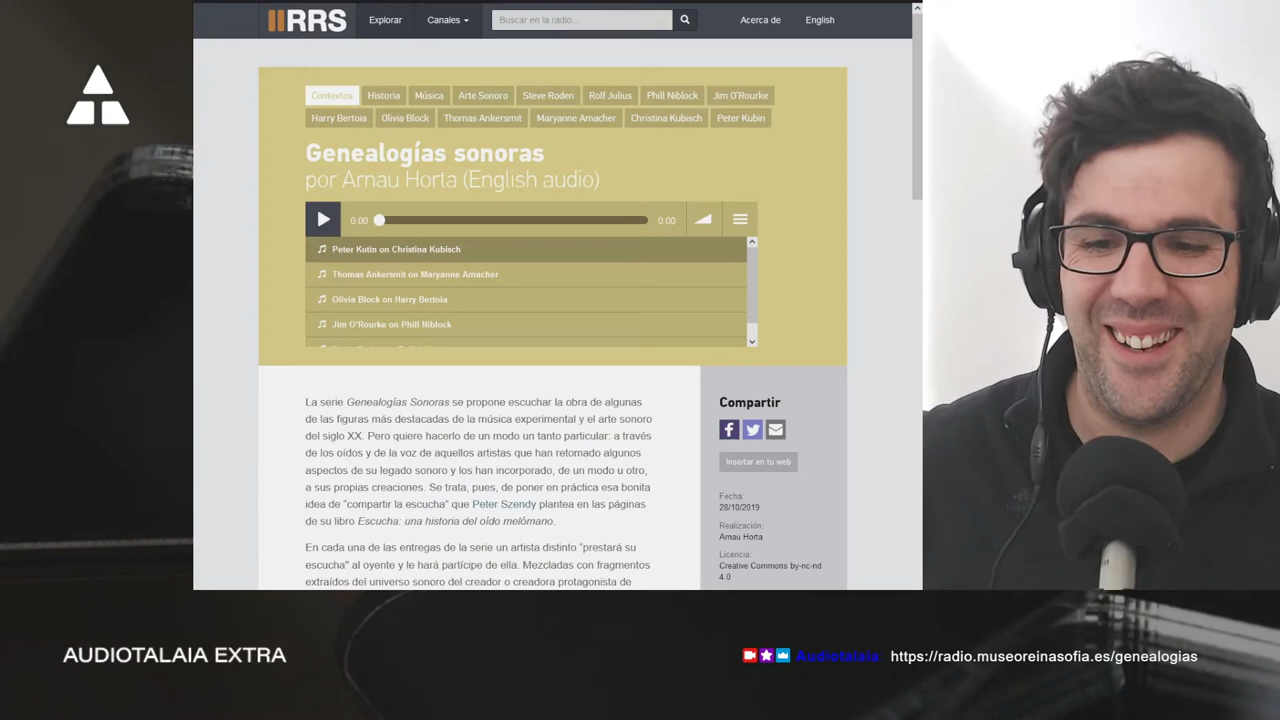 RRS
Explorar
Canales
Buscar en la radio...
Acerca de
English
Contextos
Historia
Música
Arte Sonoro
Steve Roden
Rolf Julius
Phill Niblock
Jim O'Rourke
Harry Bertoia
Olivia Block
Thomas Ankersmit
Maryanne Amacher
Christina Kubisch
Peter Kubin
Genealogías sonoras
por Arnau Horta (English audio)
0:00
0:00
Peter Kutin on Christina Kubisch
Thomas Ankersmit on Maryanne Amacher
Olivia Block on Harry Bertoia
Jim O'Rourke on Phill Niblock
La serie Genealogías Sonoras se propone escuchar la obra de algunas
de las figuras más destacadas de la música experimental y el arte sonoro
del siglo XX. Pero quiere hacerlo de un modo un tanto particular: a través
de los oídos y de la voz de aquellos artistas que han retomado algunos
aspectos de su legado sonoro y los han incorporado, de un modo u otro,
a sus propias creaciones. Se trata, pues, de poner en práctica esa bonita
idea de "compartir la escucha" que Peter Szendy plantea en las páginas
de su libro Escucha: una historia del oído melómano.
En cada una de las entregas de la serie un artista distinto "prestará su
escucha" al oyente y le hará partícipe de ella. Mezcladas con fragmentos
extraídos del universo sonoro del creador o creadora protagonista de
Compartir
Insertar en tu web
Fecha:
28/10/2019
Realización:
Arnau Horta
Licencia:
Creative Commons by-nc-nd
4.0
AUDIOTALAIA EXTRA
Audiotalaia
https://radio.museoreinasofia.es/genealogias